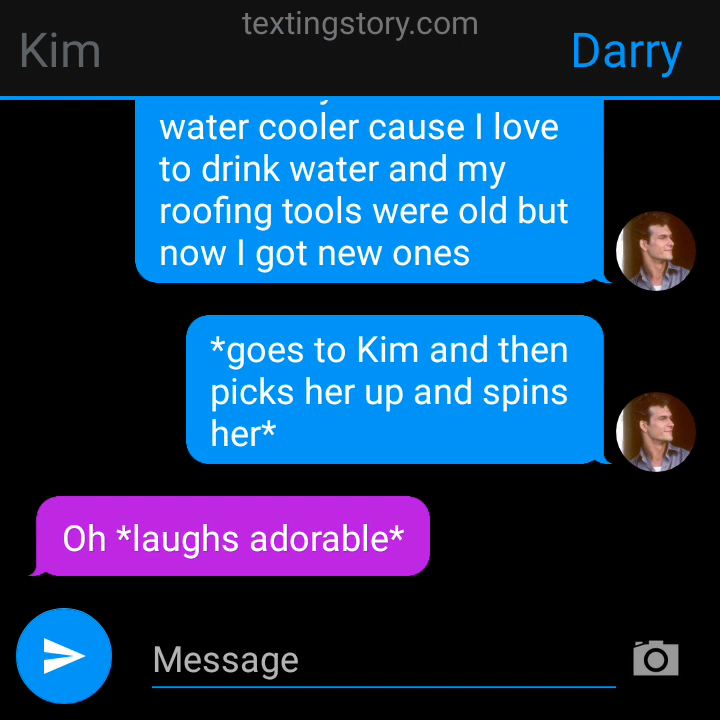 textingstory.com
Kim
Darry
water cooler cause I love
to drink water and my
roofing tools were old but
now I got new ones
*goes to Kim and then
picks her up and spins
her*
Oh *laughs adorable*
Message